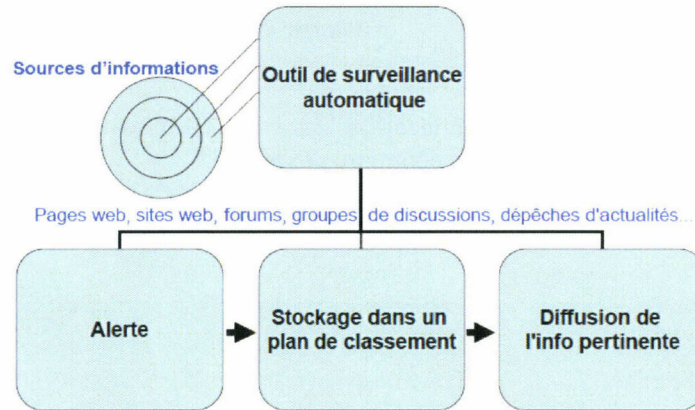 Sources d'informations
Outil de surveillance
automatique
Pages web, sites web, forums, groupes de discussions, dépêches d'actualités...
Alerte
Stockage dans un
plan de classement
Diffusion de
l'info pertinente